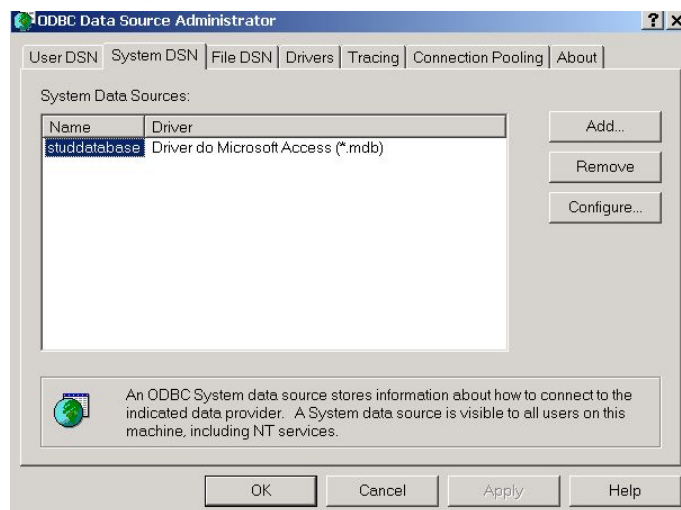 ODBC Data Source Administrator
User DSN System DSN File DSN Drivers Tracing Connection Pooling About
System Data Sources:
Name Driver
studdatabase Driver do Microsoft Access (*.mdb)
Add...
Remove
Configure...
An ODBC System data source stores information about how to connect to the
indicated data provider. A System data source is visible to all users on this
machine, including NT services.
OK Cancel Apply Help